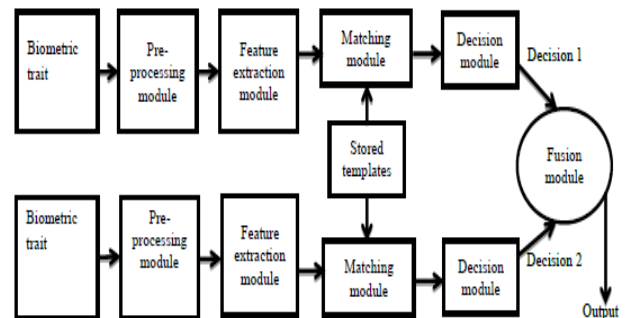 Biometric
trait
Pre-
processing
module
Feature
extraction
module
Matching
module
Decision
module
Decision 1
Stored
templates
Fusion
module
Biometric
trait
Pre-
processing
module
Feature
extraction
module
Matching
module
Decision
module
Decision 2
Output